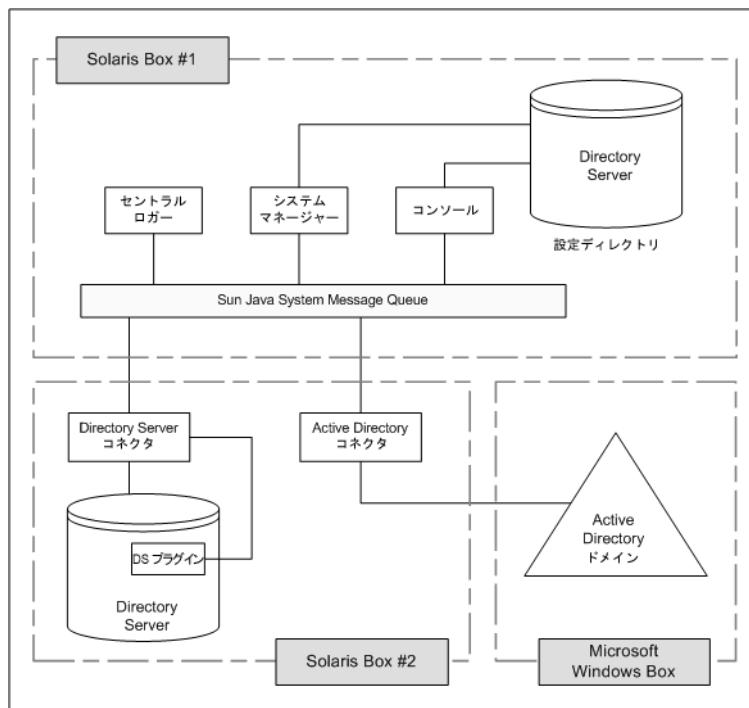 Solaris Box #1
Directory
Server
セントラル
ロガー
システム
マネージャー
コンソール
設定ディレクトリ
Sun Java System Message Queue
Directory Server
コネクタ
Active Directory
コネクタ
DS プラグイン
Directory
Server
Active
Directory
ドメイン
Solaris Box #2
Microsoft
Windows Box